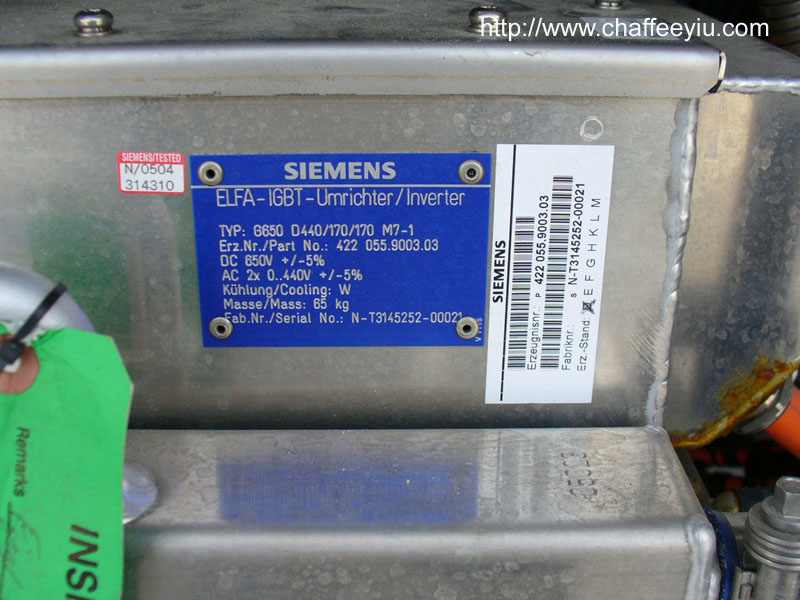 http://www.chaffeeyiu.com
SIEMENS/TESTED
N/0504
314310
SIEMENS
ELFA-IGBT-Umrichter/Inverter
TYP: G650 D440/170/170 M7-1
Erz.Nr./Part No.: 422 055.9003.03
DC 650V +/-5%
AC 2x 0..440V +/-5%
Kühlung/Cooling: W
Masse/Mass: 65 kg
Fab.Nr./Serial No.: N-T3145252-00021
SIEMENS
Erzeugnisnr.: P 422 055.9003.03
Fabriknr.: S N-T3145252-00021
Erz.-Stand: E F G H K L M
Remarks
INSP